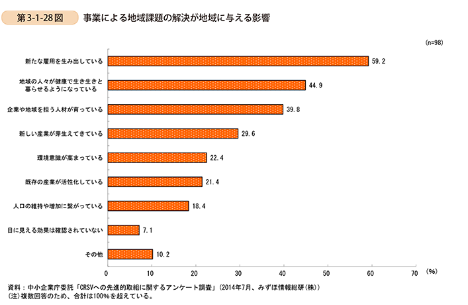 第3-1-28図 事業による地域課題の解決が地域に与える影響
(n=98)
新たな雇用を生み出している 59.2
地域の人々が健康で生き生きと
暮らせるようになっている 44.9
企業や地域を担う人材が育っている 39.8
新しい産業が芽生えてきている 29.6
環境意識が高まっている 22.4
既存の産業が活性化している 21.4
人口の維持や増加に繋がっている 18.4
目に見える効果は確認されていない 7.1
その他 10.2
0 10 20 30 40 50 60 70 (%)
資料：中小企業庁委託「CRSVへの先進的取組に関するアンケート調査」（2014年7月、みずほ情報総研（株））
（注）複数回答のため、合計は100％を超えている。